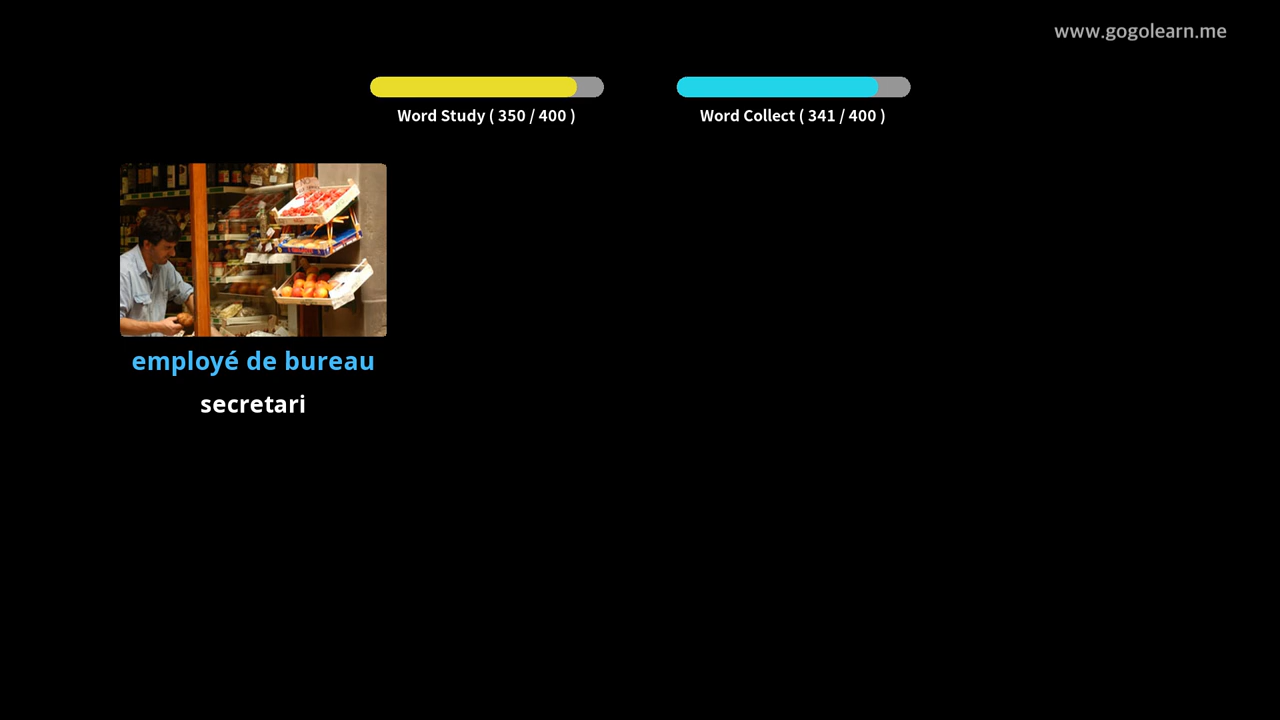 www.gogolearn.me
Word Study ( 350 / 400 )
Word Collect ( 341 / 400 )
employé de bureau
secretari